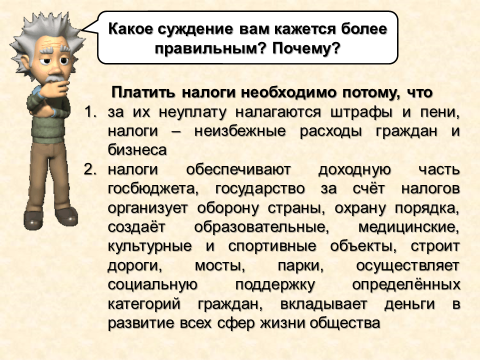 Какое суждение вам кажется более
правильным? Почему?
Платить налоги необходимо потому, что
1. за их неуплату налагаются штрафы и пени,
налоги – неизбежные расходы граждан и
бизнеса
2. налоги обеспечивают доходную часть
госбюджета, государство за счёт налогов
организует оборону страны, охрану порядка,
создаёт образовательные, медицинские,
культурные и спортивные объекты, строит
дороги, мосты, парки, осуществляет
социальную поддержку определённых
категорий граждан, вкладывает деньги в
развитие всех сфер жизни общества